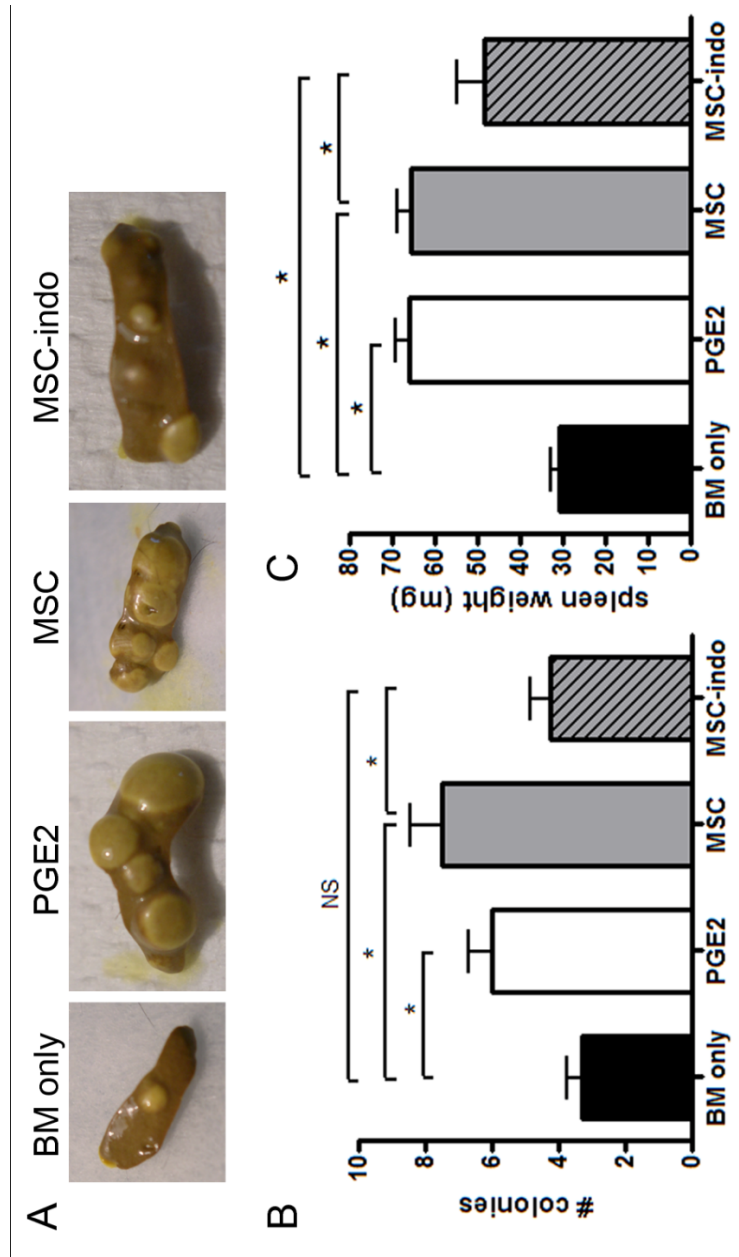 A
BM only
PGE2
MSC
MSC-indo
B
# colonies
10
8
6
4
2
0
NS
*
*
*
BM only
PGE2
MSC
MSC-indo
C
spleen weight (mg)
80
70
60
50
40
30
20
10
0
*
*
*
*
BM only
PGE2
MSC
MSC-indo